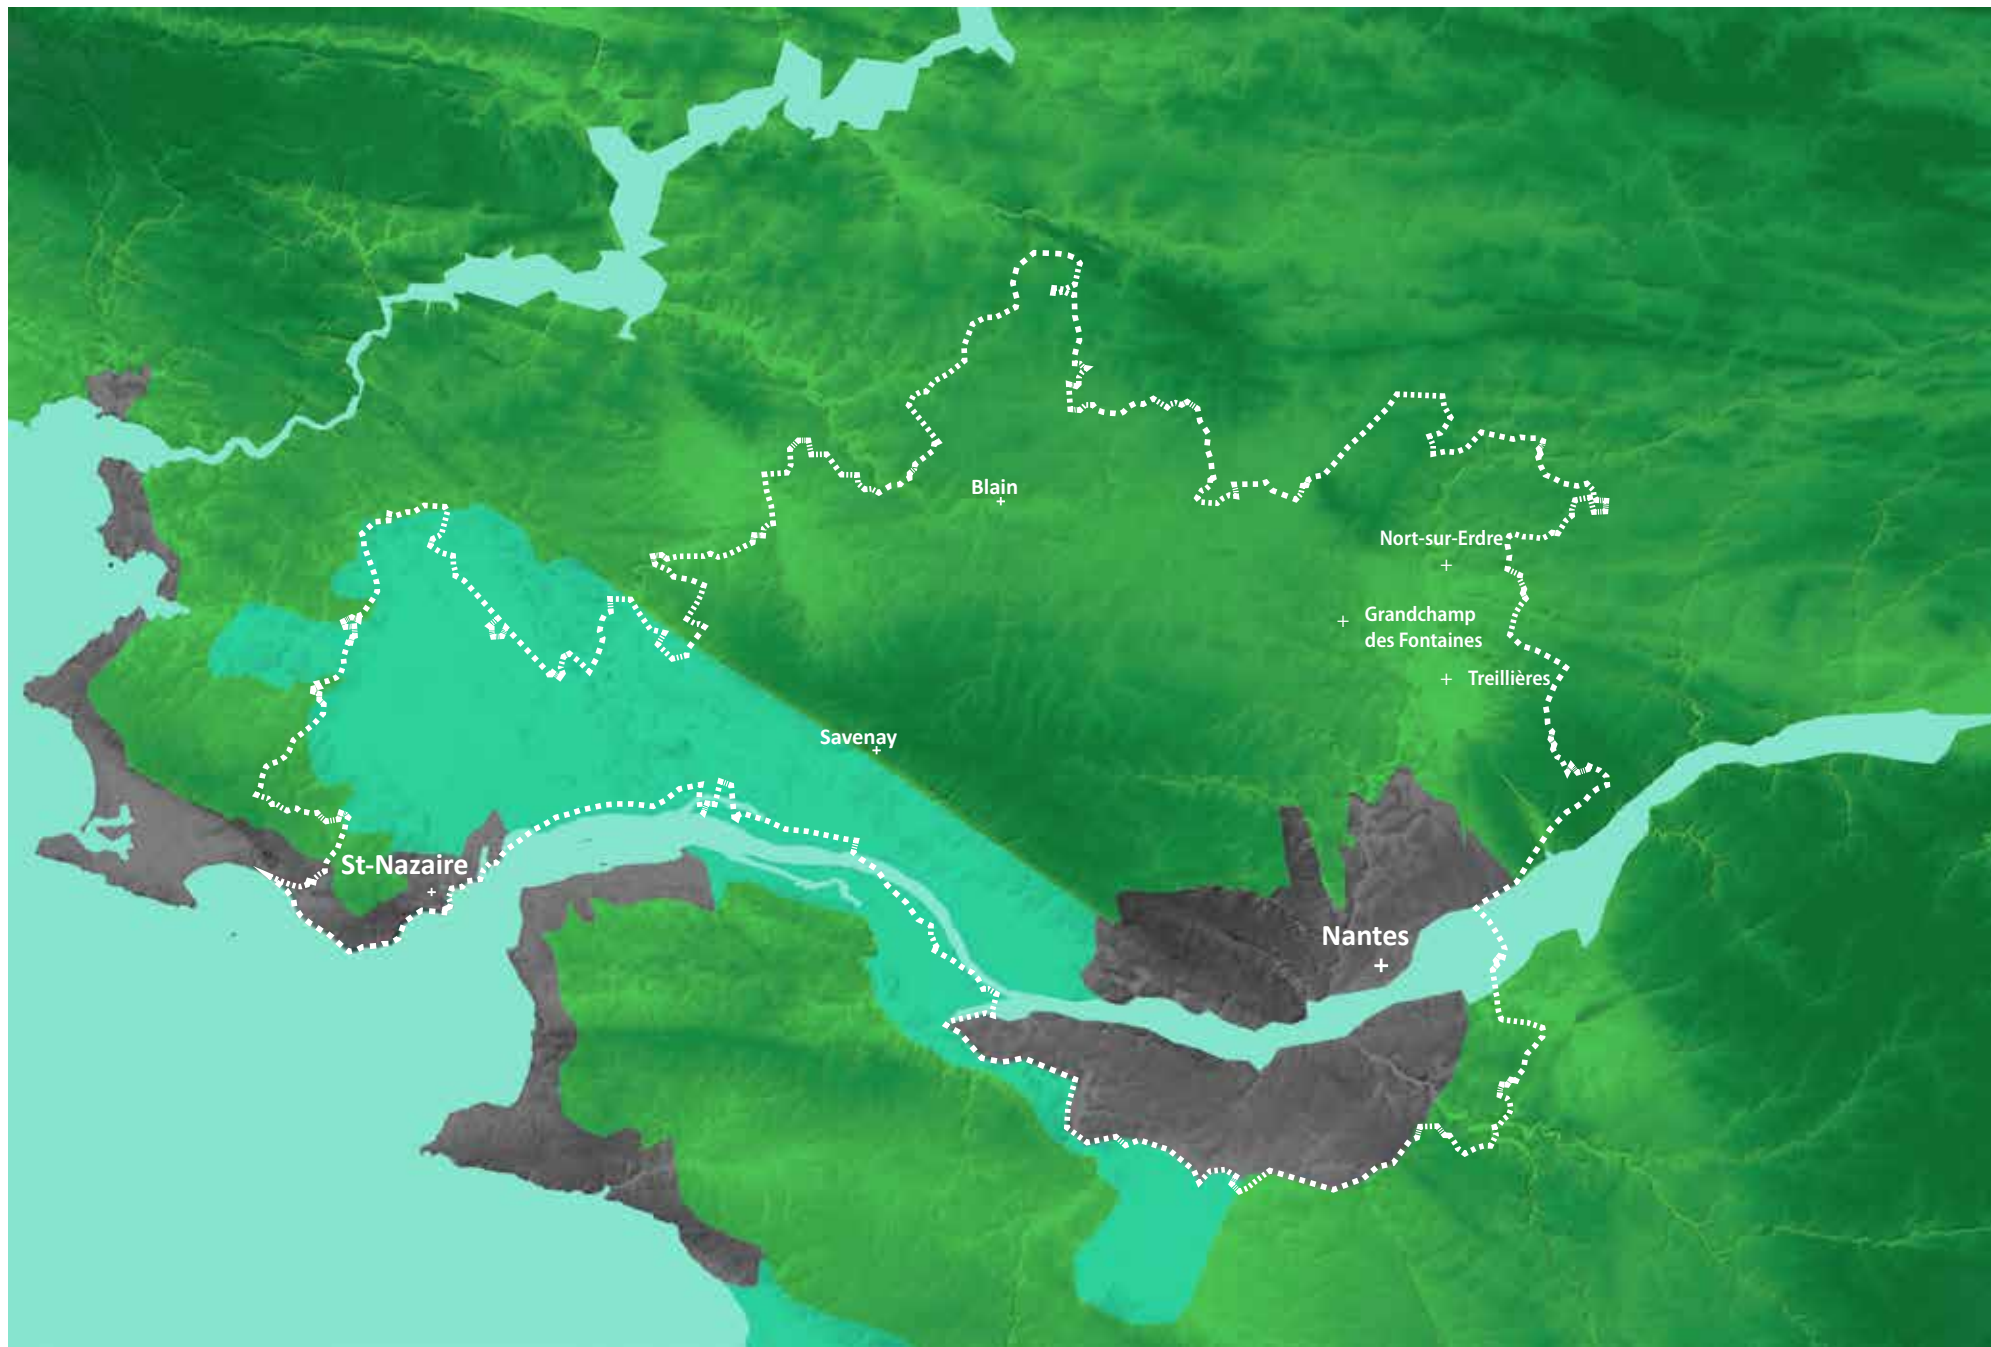 Blain
Nort-sur-Erdre
Grandchamp
des Fontaines
Treillières
Savenay
St-Nazaire
Nantes